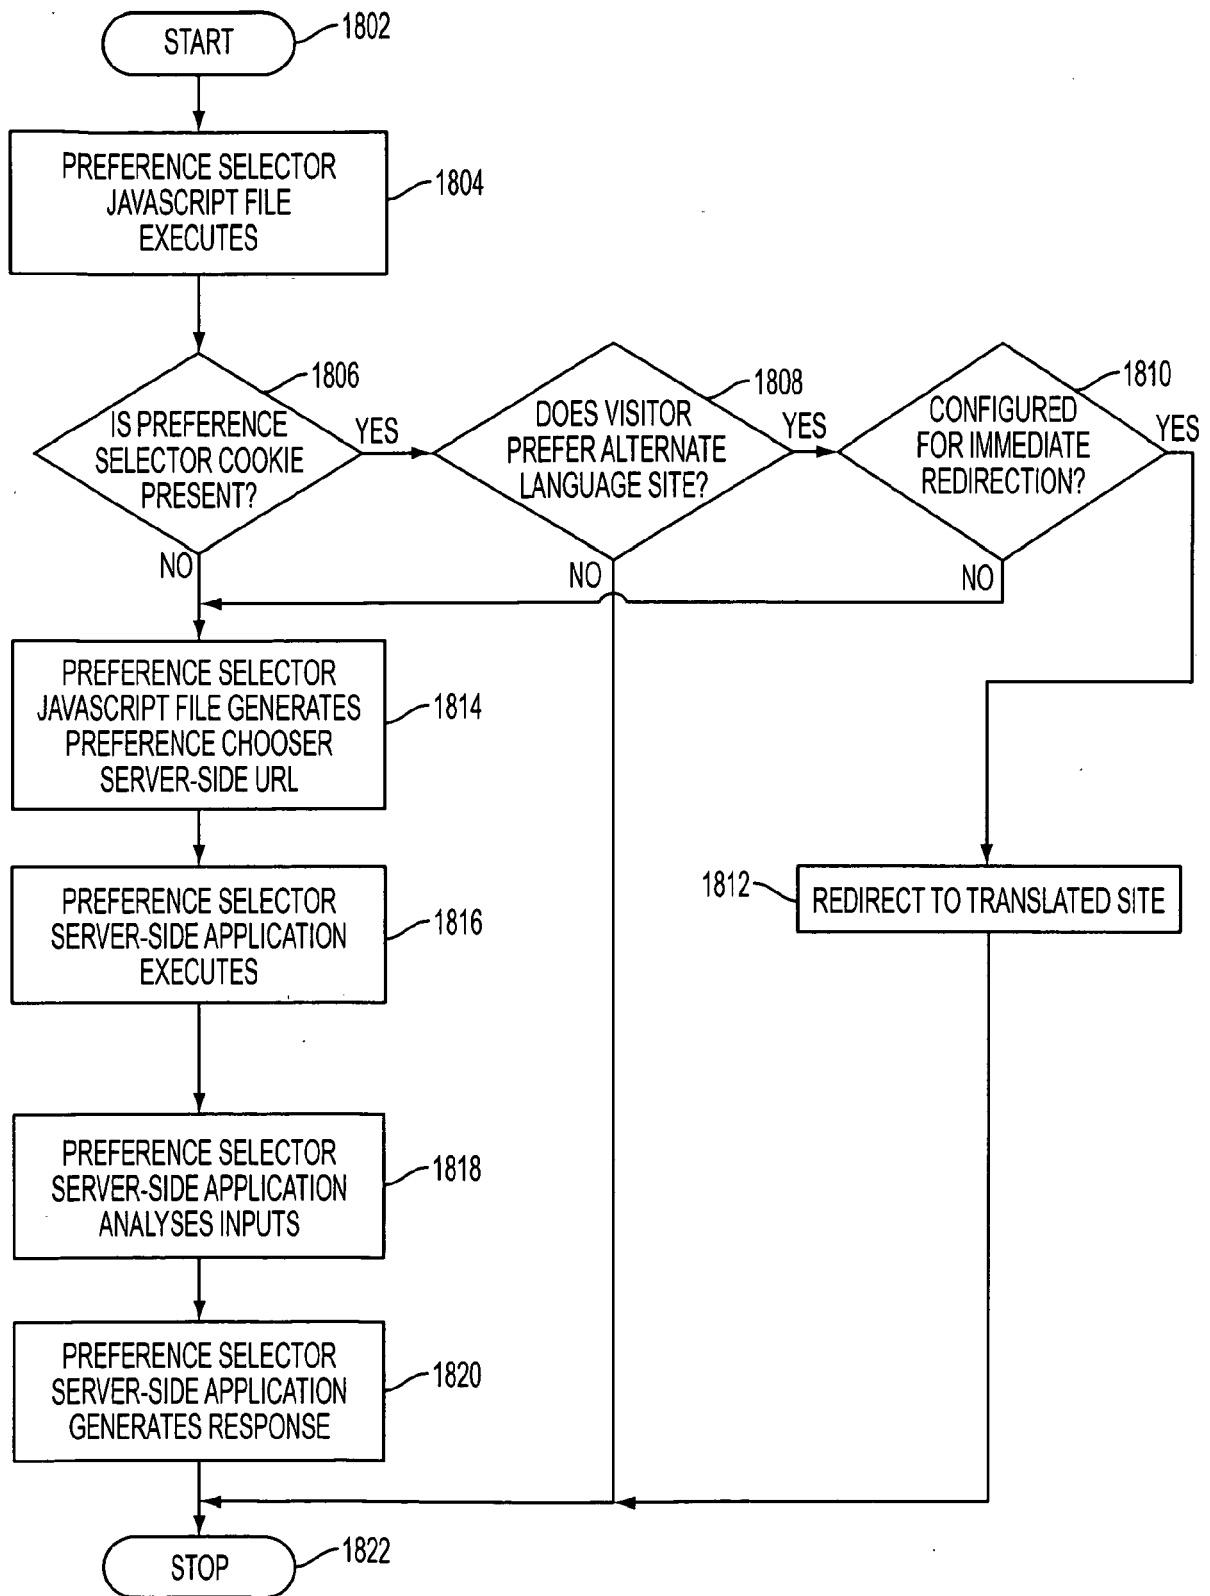 START
1802
PREFERENCE SELECTOR
JAVASCRIPT FILE
EXECUTES
1804
IS PREFERENCE
SELECTOR COOKIE
PRESENT?
1806
YES
NO
DOES VISITOR
PREFER ALTERNATE
LANGUAGE SITE?
1808
YES
NO
CONFIGURED
FOR IMMEDIATE
REDIRECTION?
1810
YES
NO
PREFERENCE SELECTOR
JAVASCRIPT FILE GENERATES
PREFERENCE CHOOSER
SERVER-SIDE URL
1814
PREFERENCE SELECTOR
SERVER-SIDE APPLICATION
EXECUTES
1816
1812
REDIRECT TO TRANSLATED SITE
PREFERENCE SELECTOR
SERVER-SIDE APPLICATION
ANALYSES INPUTS
1818
PREFERENCE SELECTOR
SERVER-SIDE APPLICATION
GENERATES RESPONSE
1820
STOP
1822